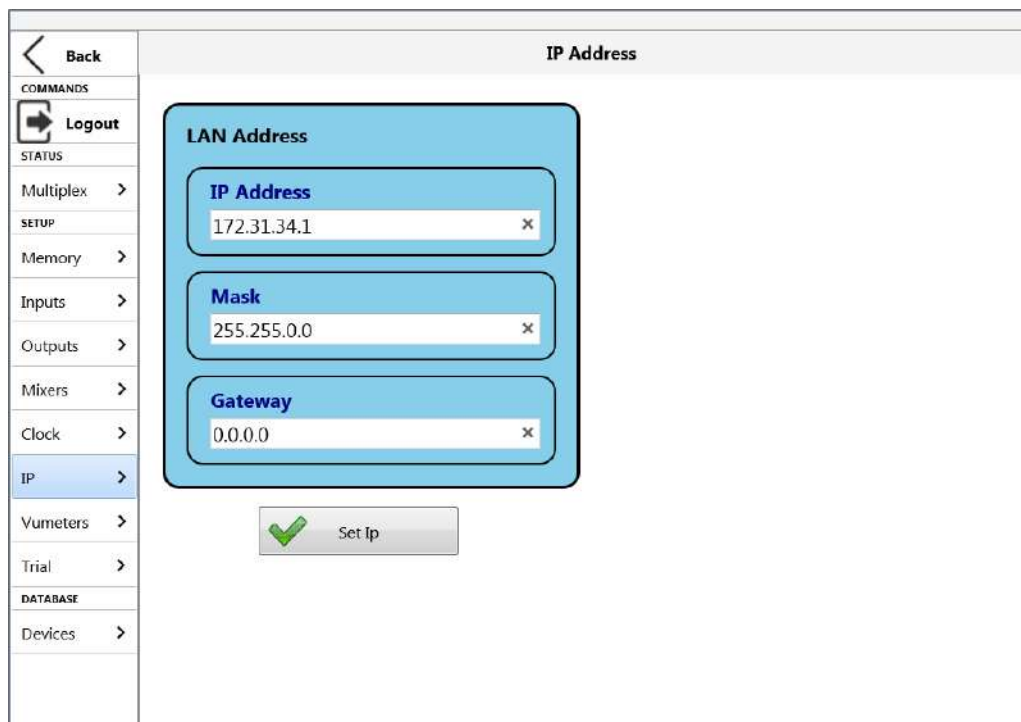 Back
IP Address
COMMANDS
Logout
STATUS
Multiplex
SETUP
Memory
Inputs
Outputs
Mixers
Clock
IP
Vumeters
Trial
DATABASE
Devices
LAN Address
IP Address
172.31.34.1
Mask
255.255.0.0
Gateway
0.0.0.0
Set Ip